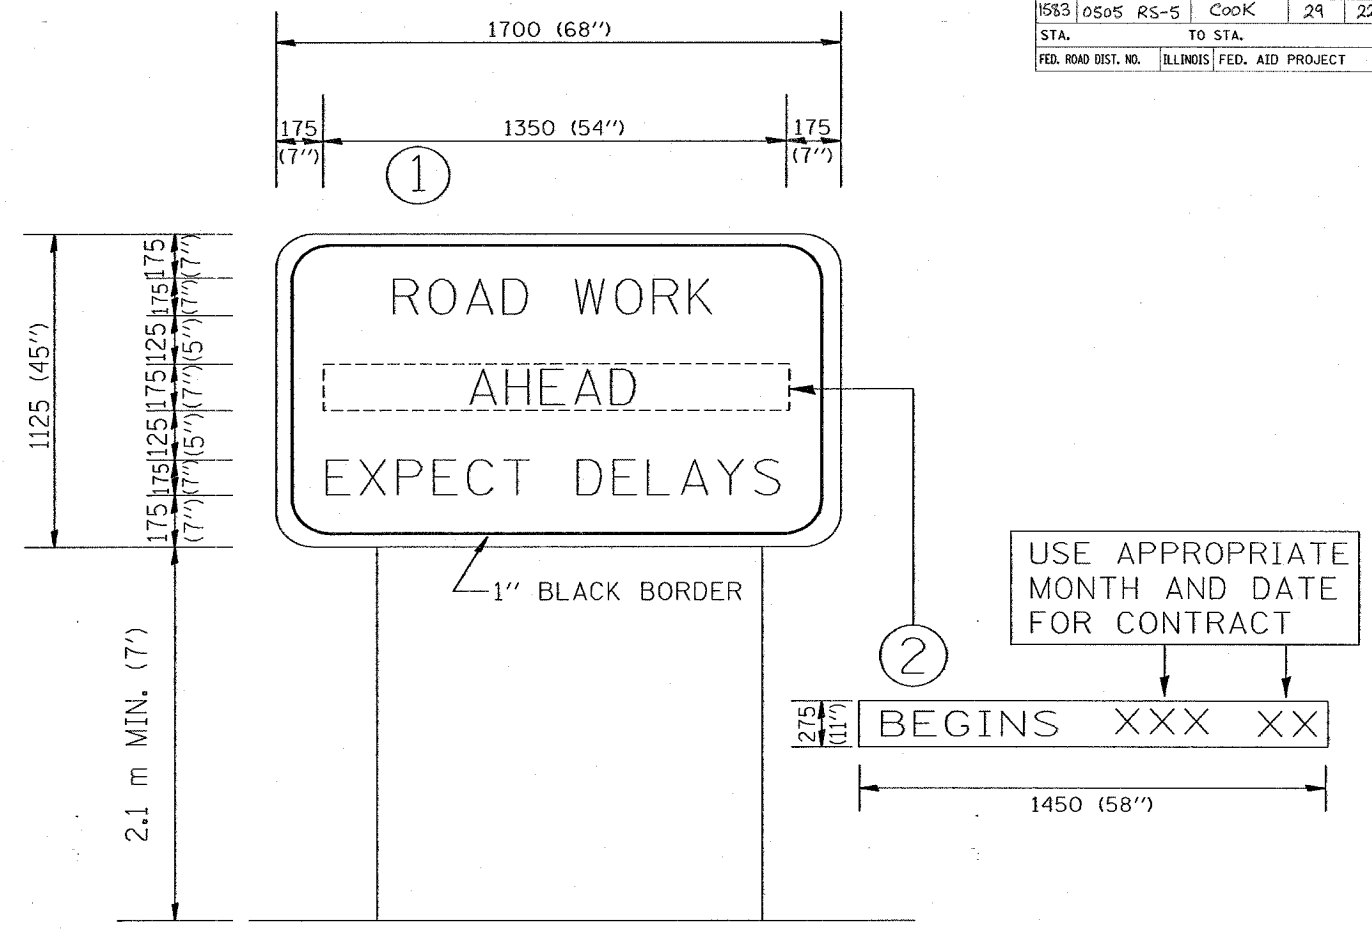 1583 0505 RS-5 COOK 29 22
STA. TO STA.
FED. ROAD DIST. NO. ILLINOIS FED. AID PROJECT
1700 (68")
175 (7")
1350 (54")
175 (7")
1
1125 (45")
175 (7")
175 (7")
125 (5")
175 (7")
125 (5")
175 (7")
175 (7")
ROAD WORK
AHEAD
EXPECT DELAYS
1" BLACK BORDER
2.1 m MIN. (7')
2
USE APPROPRIATE
MONTH AND DATE
FOR CONTRACT
275 (11")
BEGINS XXX XX
1450 (58")